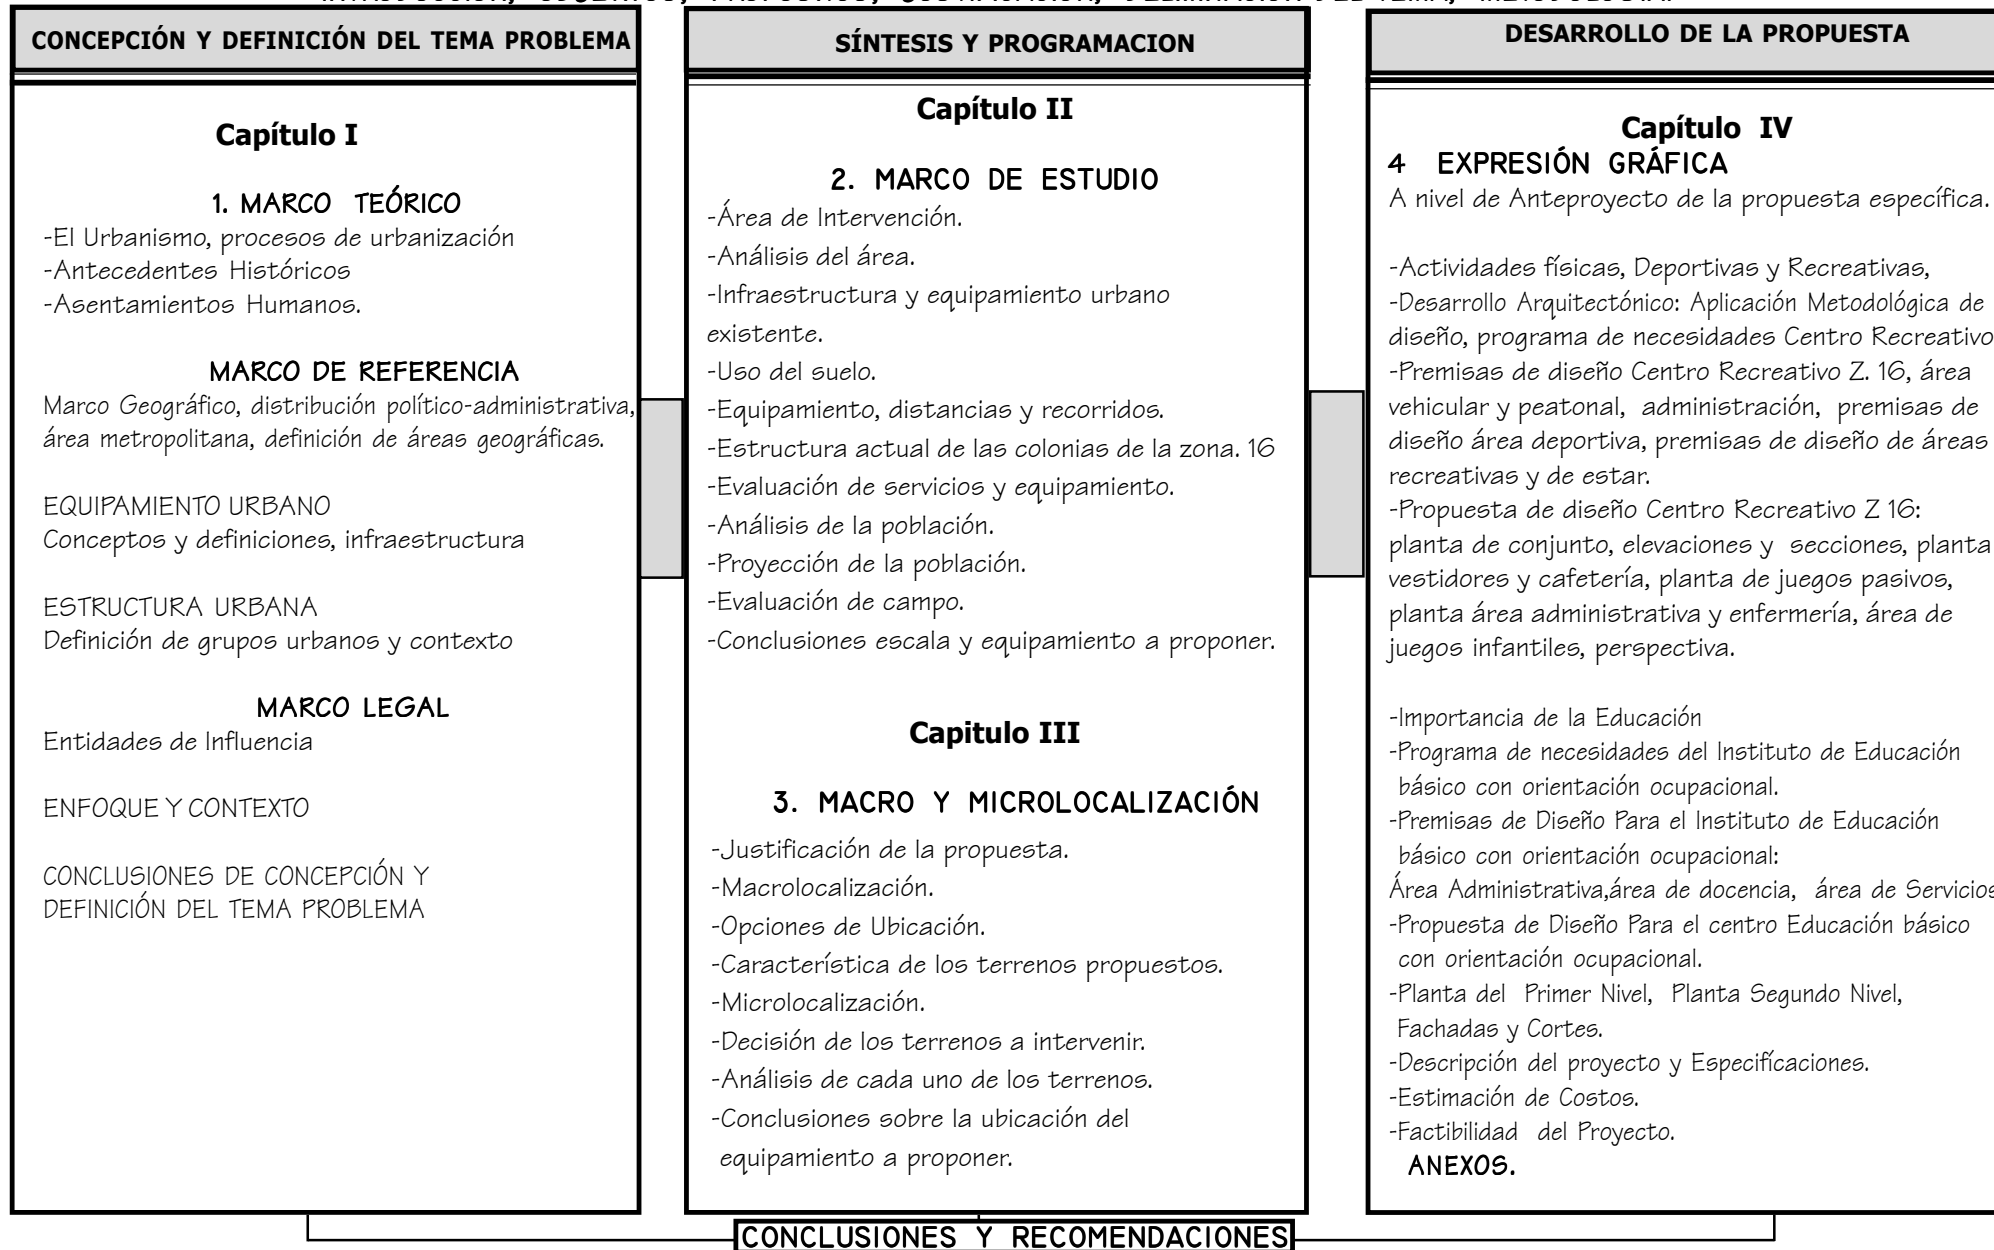 CONCEPCIÓN Y DEFINICIÓN DEL TEMA PROBLEMA
Capítulo I
1. MARCO TEÓRICO
-El Urbanismo, procesos de urbanización
-Antecedentes Históricos
-Asentamientos Humanos.
MARCO DE REFERENCIA
Marco Geográfico, distribución político-administrativa,
área metropolitana, definición de áreas geográficas.
EQUIPAMIENTO URBANO
Conceptos y definiciones, infraestructura
ESTRUCTURA URBANA
Definición de grupos urbanos y contexto
MARCO LEGAL
Entidades de Influencia
ENFOQUE Y CONTEXTO
CONCLUSIONES DE CONCEPCIÓN Y
DEFINICIÓN DEL TEMA PROBLEMA
SÍNTESIS Y PROGRAMACION
Capítulo II
2. MARCO DE ESTUDIO
-Área de Intervención.
-Análisis del área.
-Infraestructura y equipamiento urbano
existente.
-Uso del suelo.
-Equipamiento, distancias y recorridos.
-Estructura actual de las colonias de la zona. 16
-Evaluación de servicios y equipamiento.
-Análisis de la población.
-Proyección de la población.
-Evaluación de campo.
-Conclusiones escala y equipamiento a proponer.
Capitulo III
3. MACRO Y MICROLOCALIZACIÓN
-Justificación de la propuesta.
-Macrolocalización.
-Opciones de Ubicación.
-Característica de los terrenos propuestos.
-Microlocalización.
-Decisión de los terrenos a intervenir.
-Análisis de cada uno de los terrenos.
-Conclusiones sobre la ubicación del
equipamiento a proponer.
DESARROLLO DE LA PROPUESTA
Capítulo IV
4 EXPRESIÓN GRÁFICA
A nivel de Anteproyecto de la propuesta específica.
-Actividades físicas, Deportivas y Recreativas,
-Desarrollo Arquitectónico: Aplicación Metodológica de
diseño, programa de necesidades Centro Recreativo
-Premisas de diseño Centro Recreativo Z. 16, área
vehicular y peatonal, administración, premisas de
diseño área deportiva, premisas de diseño de áreas
recreativas y de estar.
-Propuesta de diseño Centro Recreativo Z 16:
planta de conjunto, elevaciones y secciones, planta
vestidores y cafetería, planta de juegos pasivos,
planta área administrativa y enfermería, área de
juegos infantiles, perspectiva.
-Importancia de la Educación
-Programa de necesidades del Instituto de Educación
básico con orientación ocupacional.
-Premisas de Diseño Para el Instituto de Educación
básico con orientación ocupacional:
Área Administrativa,área de docencia, área de Servicios
-Propuesta de Diseño Para el centro Educación básico
con orientación ocupacional.
-Planta del Primer Nivel, Planta Segundo Nivel,
Fachadas y Cortes.
-Descripción del proyecto y Especifícaciones.
-Estimación de Costos.
-Factibilidad del Proyecto.
ANEXOS.
CONCLUSIONES Y RECOMENDACIONES